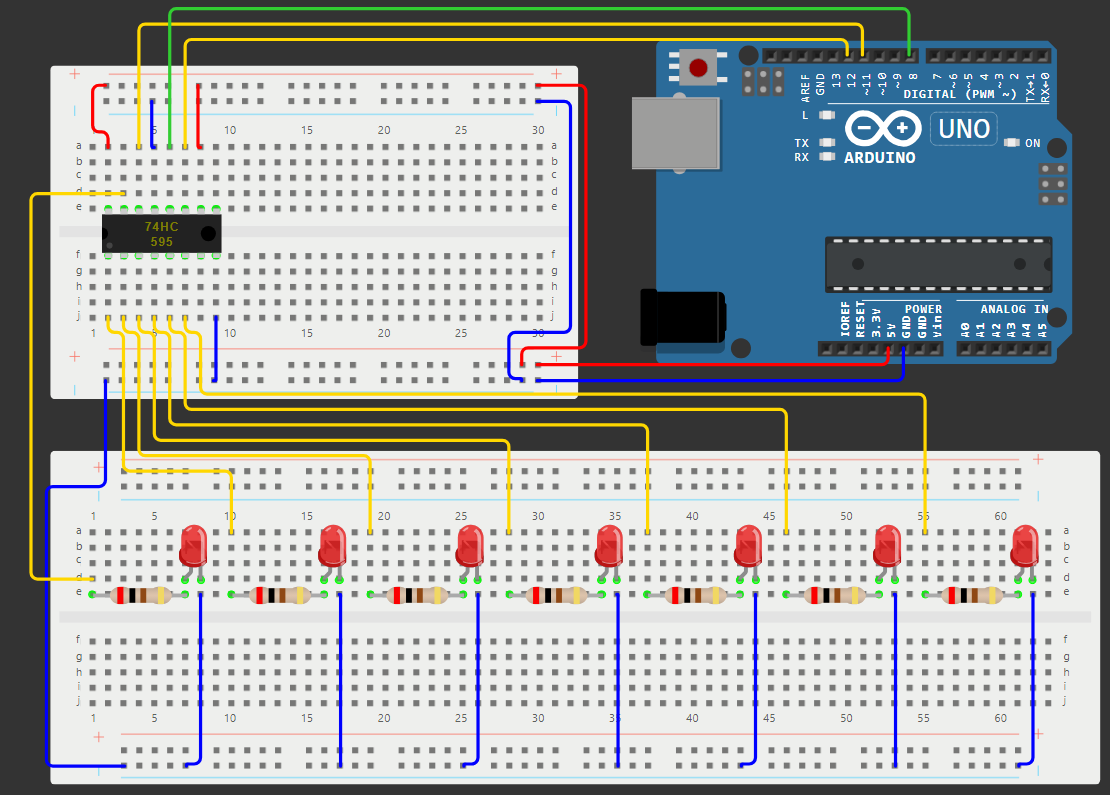 AREF
GND
13
12
~11
~10
~9
8
7
~6
~5
4
~3
2
TX→1
RX←0
DIGITAL (PWM ~)
L
TX
RX
UNO
ARDUINO
ON
+ +
| |
5 10 15 20 25 30
a a
b b
c c
d d
e e
74HC
595
f f
g g
h h
i i
j j
1 5 10 15 20 25 30
+ +
| |
IOREF
RESET
3.3V
5V
GND
GND
Vin
POWER
ANALOG IN
A0
A1
A2
A3
A4
A5
+ +
| |
1 5 10 15 20 25 30 35 40 45 50 55 60
a a
b b
c c
d d
e e
f f
g g
h h
i i
j j
1 5 10 15 20 25 30 35 40 45 50 55 60
+ +
| |